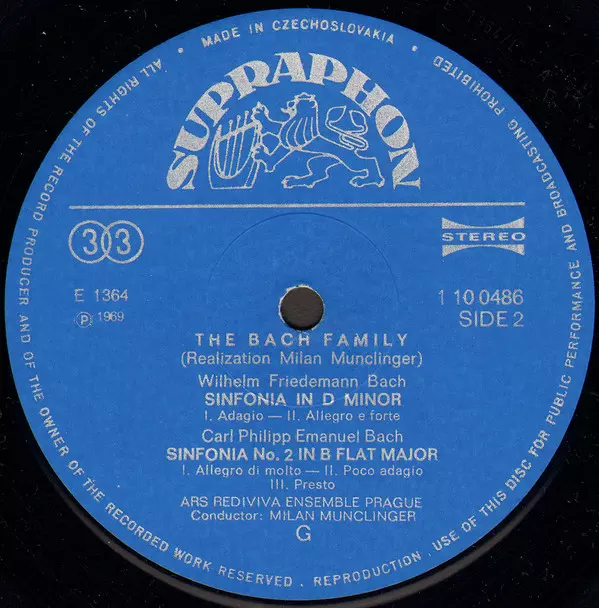 MADE IN CZECHOSLOVAKIA
SUPRAPHON
33
STEREO
E 1364
1 10 0486
℗ 1969
SIDE 2
THE BACH FAMILY
(Realization Milan Munclinger)
Wilhelm Friedemann Bach
SINFONIA IN D MINOR
I. Adagio — II. Allegro e forte
Carl Philipp Emanuel Bach
SINFONIA No. 2 IN B FLAT MAJOR
I. Allegro di molto — II. Poco adagio
III. Presto
ARS REDIVIVA ENSEMBLE PRAGUE
Conductor: MILAN MUNCLINGER
G
ALL RIGHTS OF THE RECORD PRODUCER AND OF THE OWNER OF THE RECORDED WORK RESERVED . REPRODUCTION . USE OF THIS DISC FOR PUBLIC PERFORMANCE AND BROADCASTING PROHIBITED